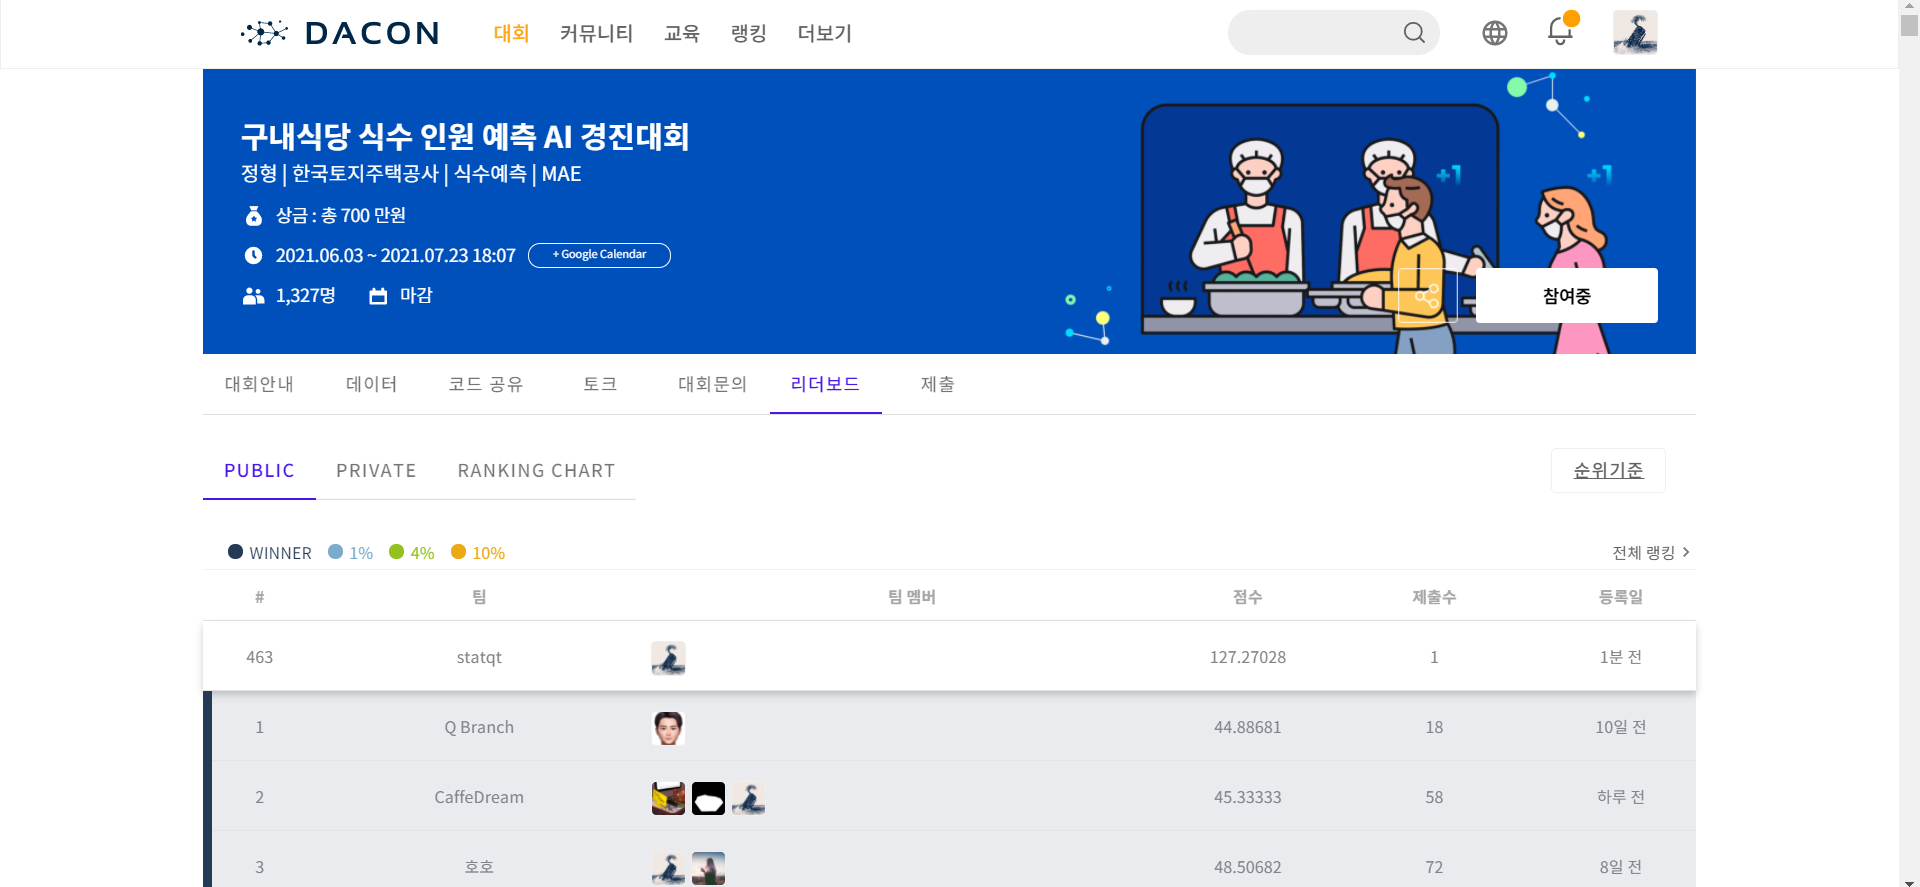 DACON 대회 커뮤니티 교육 랭킹 더보기
구내식당 식수 인원 예측 AI 경진대회
정형 | 한국토지주택공사 | 식수예측 | MAE
상금 : 총 700 만원
2021.06.03 ~ 2021.07.23 18:07 + Google Calendar
1,327명 마감
+1 +1
참여중
대회안내 데이터 코드 공유 토크 대회문의 리더보드 제출
PUBLIC PRIVATE RANKING CHART 순위기준
WINNER 1% 4% 10% 전체 랭킹 >
# 팀 팀 멤버 점수 제출수 등록일
463 statqt 127.27028 1 1분 전
1 Q Branch 44.88681 18 10일 전
2 CaffeDream 45.33333 58 하루 전
3 호호 48.50682 72 8일 전